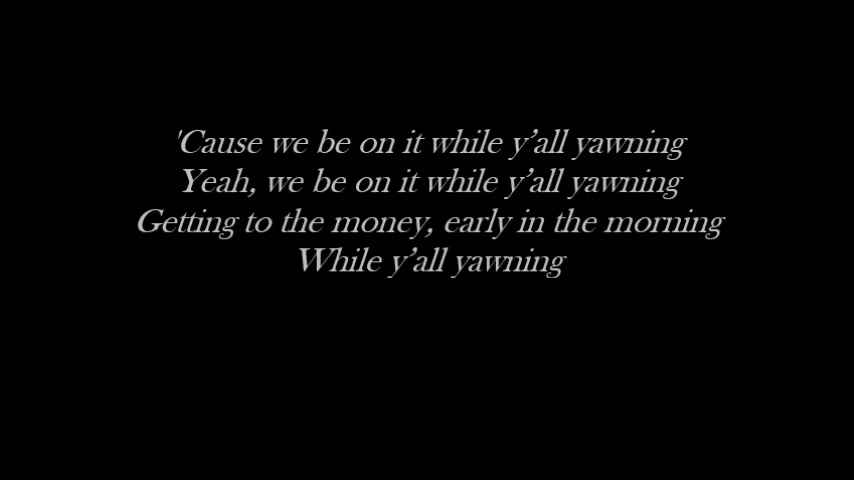 'Cause we be on it while y’all yawning
Yeah, we be on it while y’all yawning
Getting to the money, early in the morning
While y’all yawning